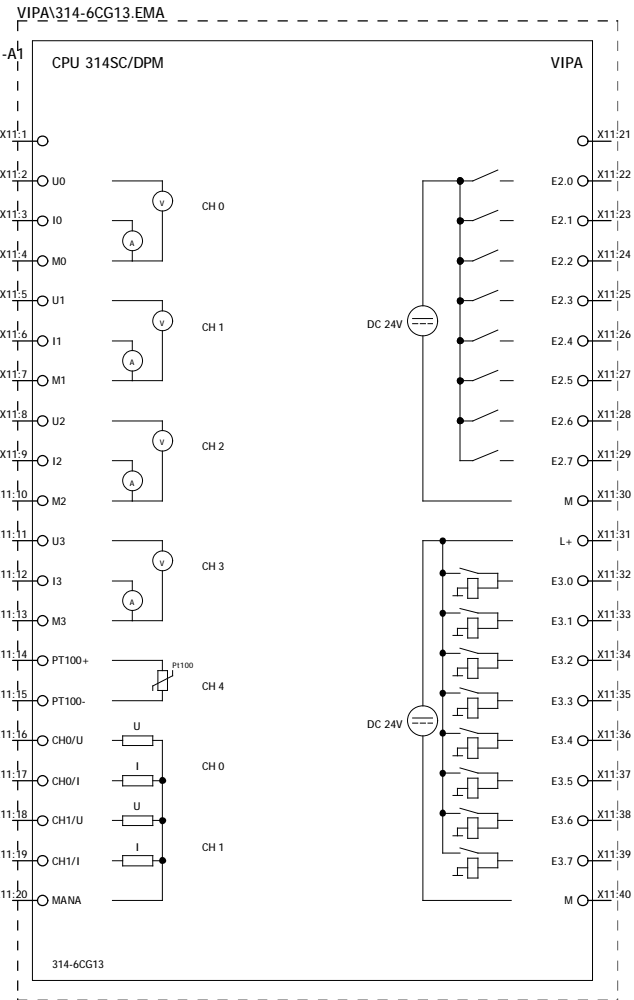 VIPA\314-6CG13.EMA
-A1
CPU 314SC/DPM
VIPA
X11:1
X11:21
X11:2
U0
E2.0
X11:22
V
CH 0
X11:3
I0
E2.1
X11:23
A
X11:4
M0
E2.2
X11:24
X11:5
U1
E2.3
X11:25
V
CH 1
DC 24V
X11:6
I1
E2.4
X11:26
A
X11:7
M1
E2.5
X11:27
X11:8
U2
E2.6
X11:28
V
CH 2
X11:9
I2
E2.7
X11:29
A
11:10
M2
M
X11:30
11:11
U3
L+
X11:31
V
CH 3
11:12
I3
E3.0
X11:32
A
11:13
M3
E3.1
X11:33
11:14
PT100+
Pt100
E3.2
X11:34
CH 4
11:15
PT100-
E3.3
X11:35
DC 24V
11:16
CH0/U
U
E3.4
X11:36
CH 0
11:17
CH0/I
I
E3.5
X11:37
11:18
CH1/U
U
E3.6
X11:38
CH 1
11:19
CH1/I
I
E3.7
X11:39
11:20
MANA
M
X11:40
314-6CG13